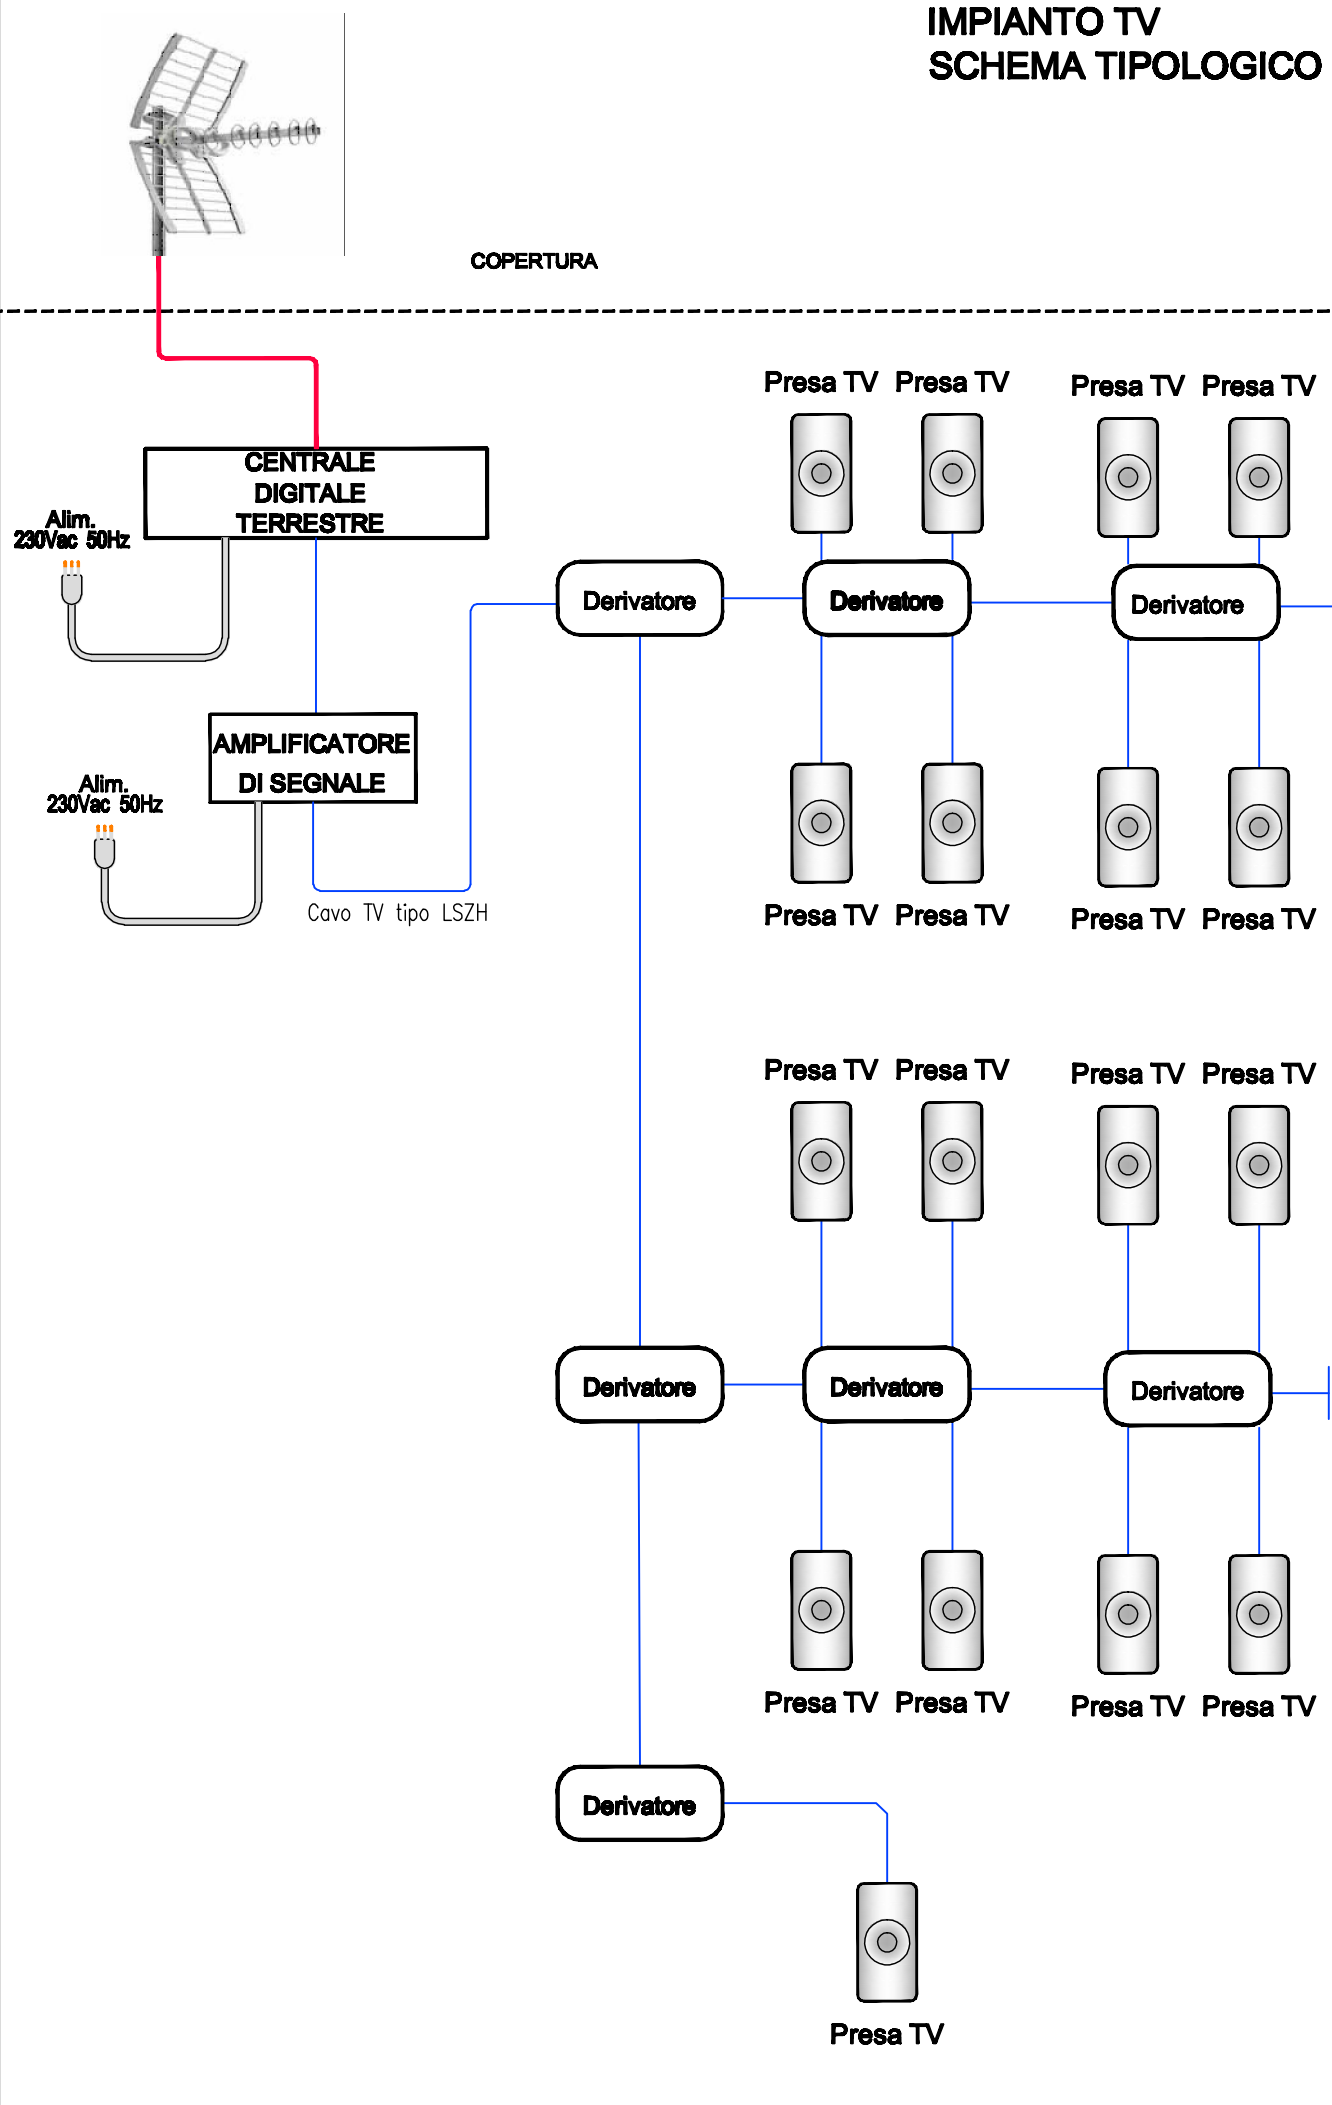 IMPIANTO TV
SCHEMA TIPOLOGICO
COPERTURA
Presa TV Presa TV Presa TV Presa TV
CENTRALE
DIGITALE
TERRESTRE
Alim.
230Vac 50Hz
Derivatore Derivatore Derivatore
AMPLIFICATORE
DI SEGNALE
Alim.
230Vac 50Hz
Cavo TV tipo LSZH
Presa TV Presa TV Presa TV Presa TV
Presa TV Presa TV Presa TV Presa TV
Derivatore Derivatore Derivatore
Presa TV Presa TV Presa TV Presa TV
Derivatore
Presa TV